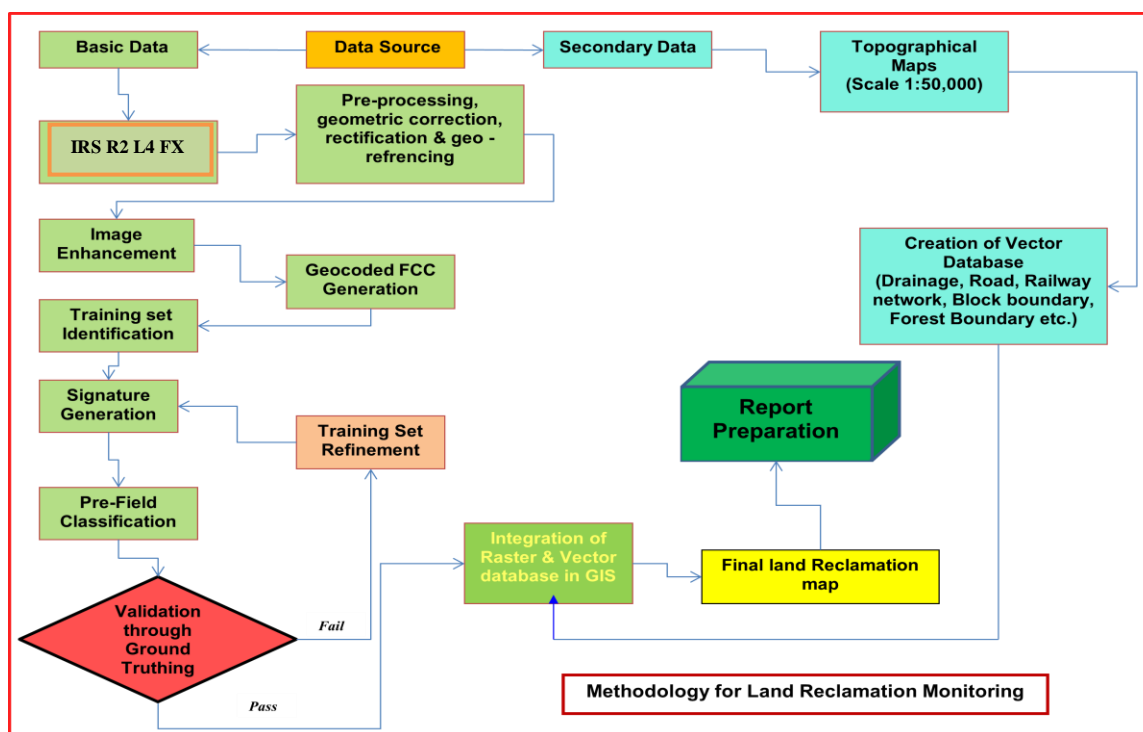 Basic Data
Data Source
Secondary Data
Topographical
Maps
(Scale 1:50,000)
IRS R2 L4 FX
Pre-processing,
geometric correction,
rectification & geo -
refrencing
Image
Enhancement
Geocoded FCC
Generation
Creation of Vector
Database
(Drainage, Road, Railway
network, Block boundary,
Forest Boundary etc.)
Training set
Identification
Signature
Generation
Training Set
Refinement
Report
Preparation
Pre-Field
Classification
Integration of
Raster & Vector
database in GIS
Final land Reclamation
map
Validation
through
Ground
Truthing
Fail
Pass
Methodology for Land Reclamation Monitoring